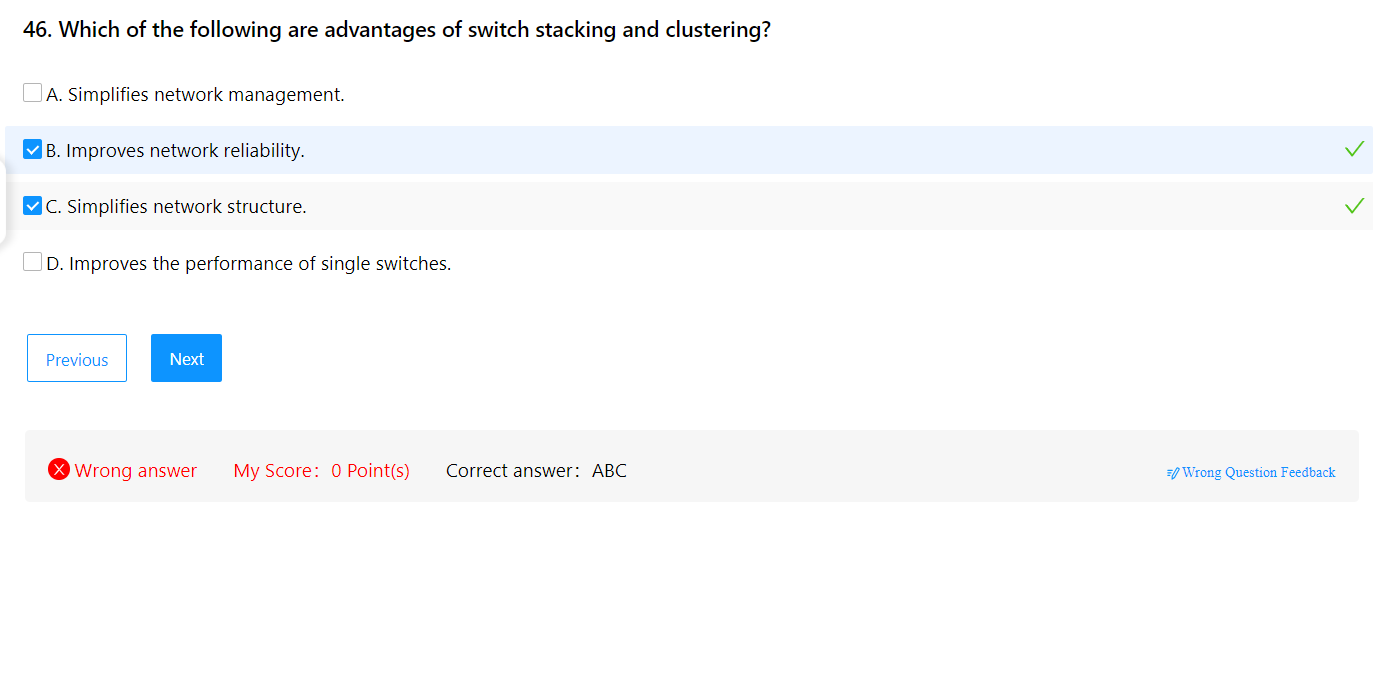 46. Which of the following are advantages of switch stacking and clustering?
A. Simplifies network management.
B. Improves network reliability.
C. Simplifies network structure.
D. Improves the performance of single switches.
Previous Next
Wrong answer My Score: 0 Point(s) Correct answer: ABC Wrong Question Feedback